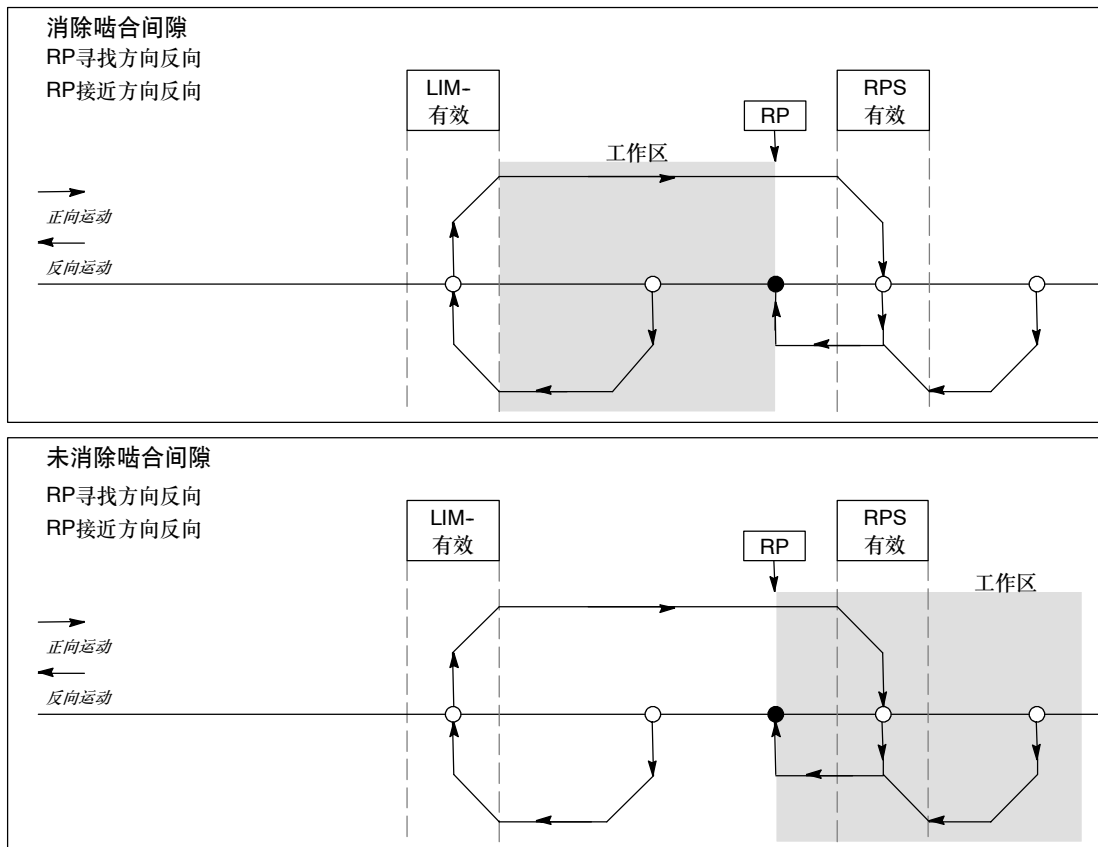 消除啮合间隙
RP寻找方向反向
RP接近方向反向
LIM-
有效
RP
RPS
有效
工作区
正向运动
反向运动
未消除啮合间隙
RP寻找方向反向
RP接近方向反向
LIM-
有效
RP
RPS
有效
工作区
正向运动
反向运动